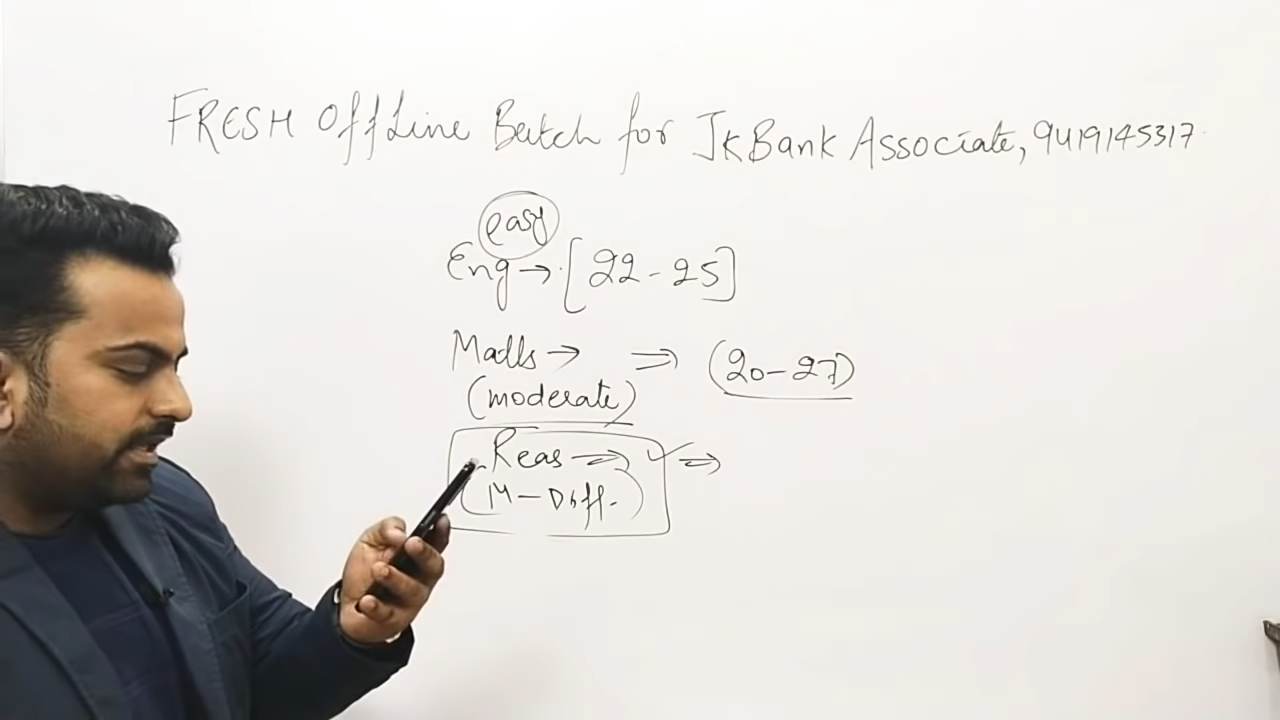 FRESH Offline Batch for JKBank Associate, 9419145317
easy
Eng → [22-25]
Maths → ⇒ (20-27)
(moderate)
Reas → ✓ ⇒
(M-Diff.)